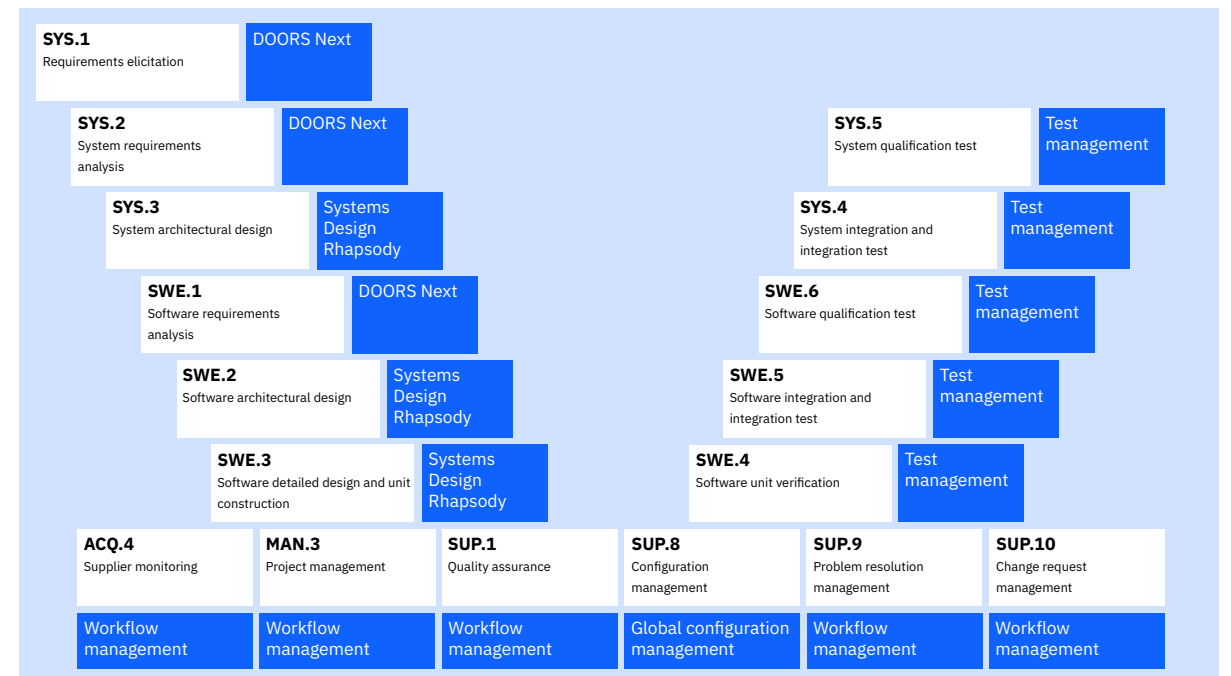 SYS.1
Requirements elicitation
DOORS Next
SYS.2
System requirements
analysis
DOORS Next
SYS.5
System qualification test
Test
management
SYS.3
System architectural design
Systems
Design
Rhapsody
SYS.4
System integration and
integration test
Test
management
SWE.1
Software requirements
analysis
DOORS Next
SWE.6
Software qualification test
Test
management
SWE.2
Software architectural design
Systems
Design
Rhapsody
SWE.5
Software integration and
integration test
Test
management
SWE.3
Software detailed design and unit
construction
Systems
Design
Rhapsody
SWE.4
Software unit verification
Test
management
ACQ.4
Supplier monitoring
MAN.3
Project management
SUP.1
Quality assurance
SUP.8
Configuration
management
SUP.9
Problem resolution
management
SUP.10
Change request
management
Workflow
management
Workflow
management
Workflow
management
Global configuration
management
Workflow
management
Workflow
management